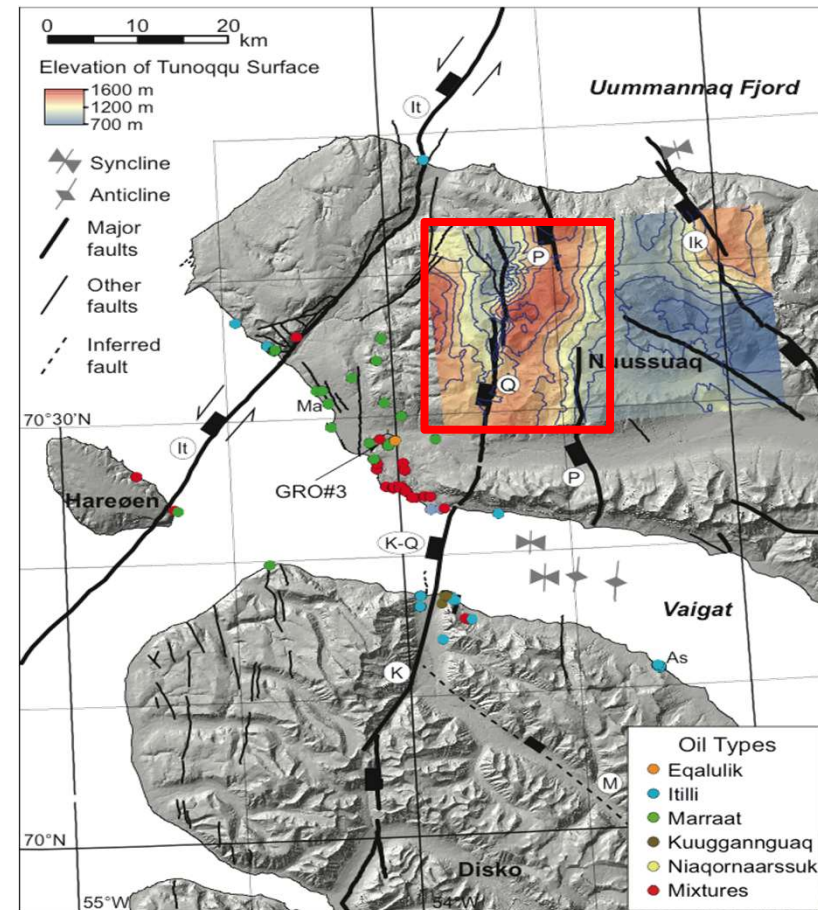 0 10 20
km
Elevation of Tunoqqu Surface
1600 m
1200 m
700 m
Syncline
Anticline
Major
faults
Other
faults
Inferred
fault
It
Uummannaq Fjord
Ik
P
Nuussuaq
Q
Ma
70°30'N
It
P
GRO#3
Hareøen
K-Q
Vaigat
As
K
M
Oil Types
Eqalulik
Itilli
Marraat
Kuuggannguaq
Niaqornaarssuk
Mixtures
70°N
Disko
55°W
54°W